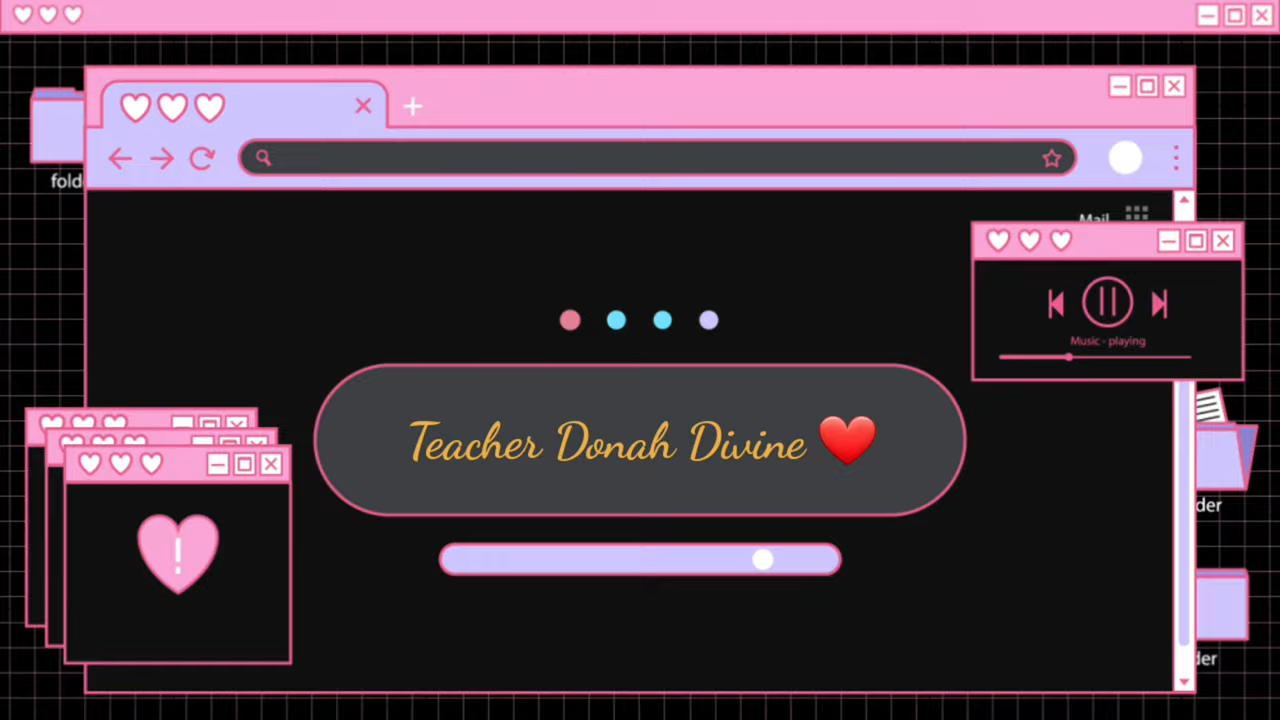 fold
Mail
Music - playing
Teacher Donah Divine ❤️
der
der